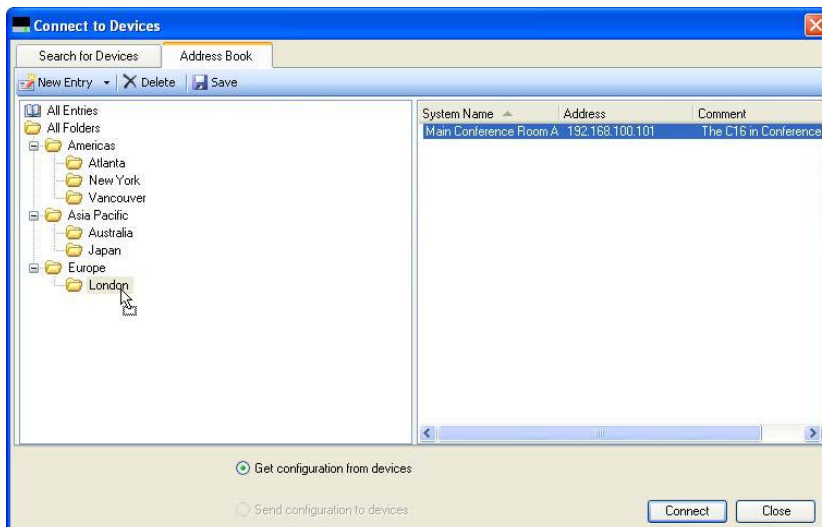 Connect to Devices
Search for Devices Address Book
New Entry Delete Save
All Entries
All Folders
Americas
Atlanta
New York
Vancouver
Asia Pacific
Australia
Japan
Europe
London
System Name Address Comment
Main Conference Room A 192.168.100.101 The C16 in Conference
Get configuration from devices
Send configuration to devices
Connect Close